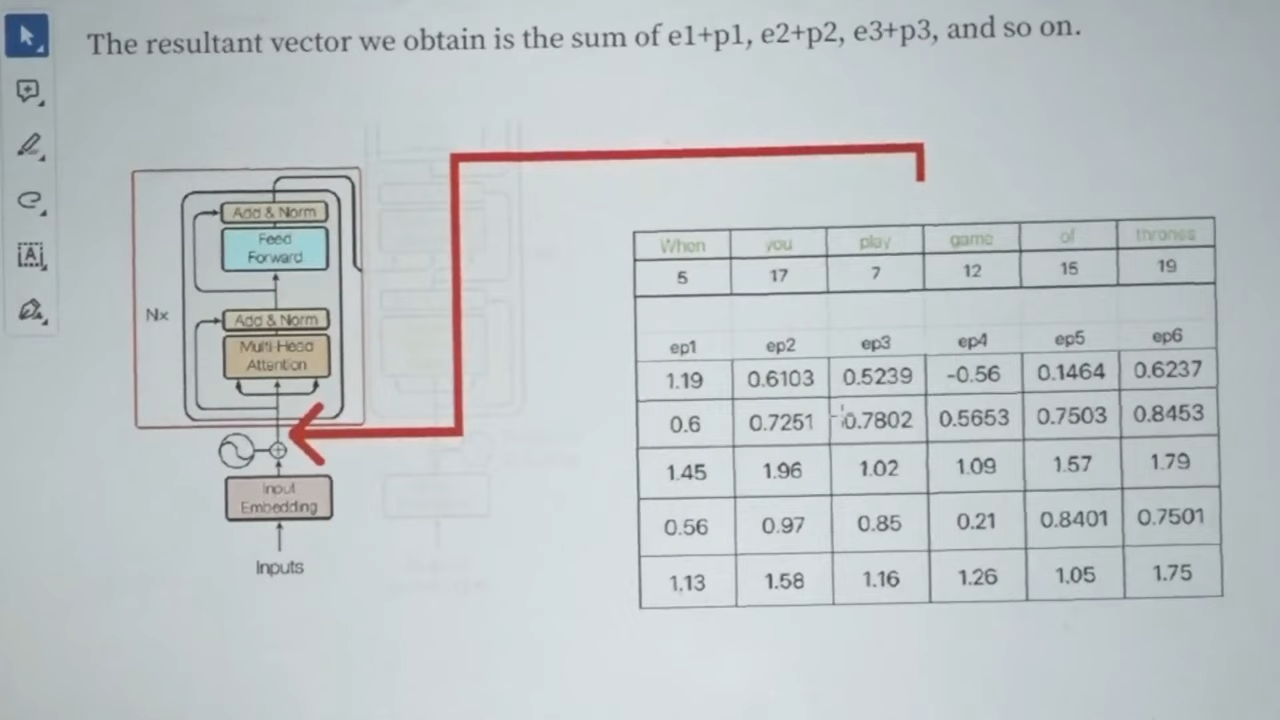 The resultant vector we obtain is the sum of e1+p1, e2+p2, e3+p3, and so on.
Add & Norm
Feed
Forward
Nx
Add & Norm
Multi-Head
Attention
Input
Embedding
Inputs
When you play game of thrones
5 17 7 12 15 19
ep1 ep2 ep3 ep4 ep5 ep6
1.19 0.6103 0.5239 -0.56 0.1464 0.6237
0.6 0.7251 0.7802 0.5653 0.7503 0.8453
1.45 1.96 1.02 1.09 1.57 1.79
0.56 0.97 0.85 0.21 0.8401 0.7501
1.13 1.58 1.16 1.26 1.05 1.75